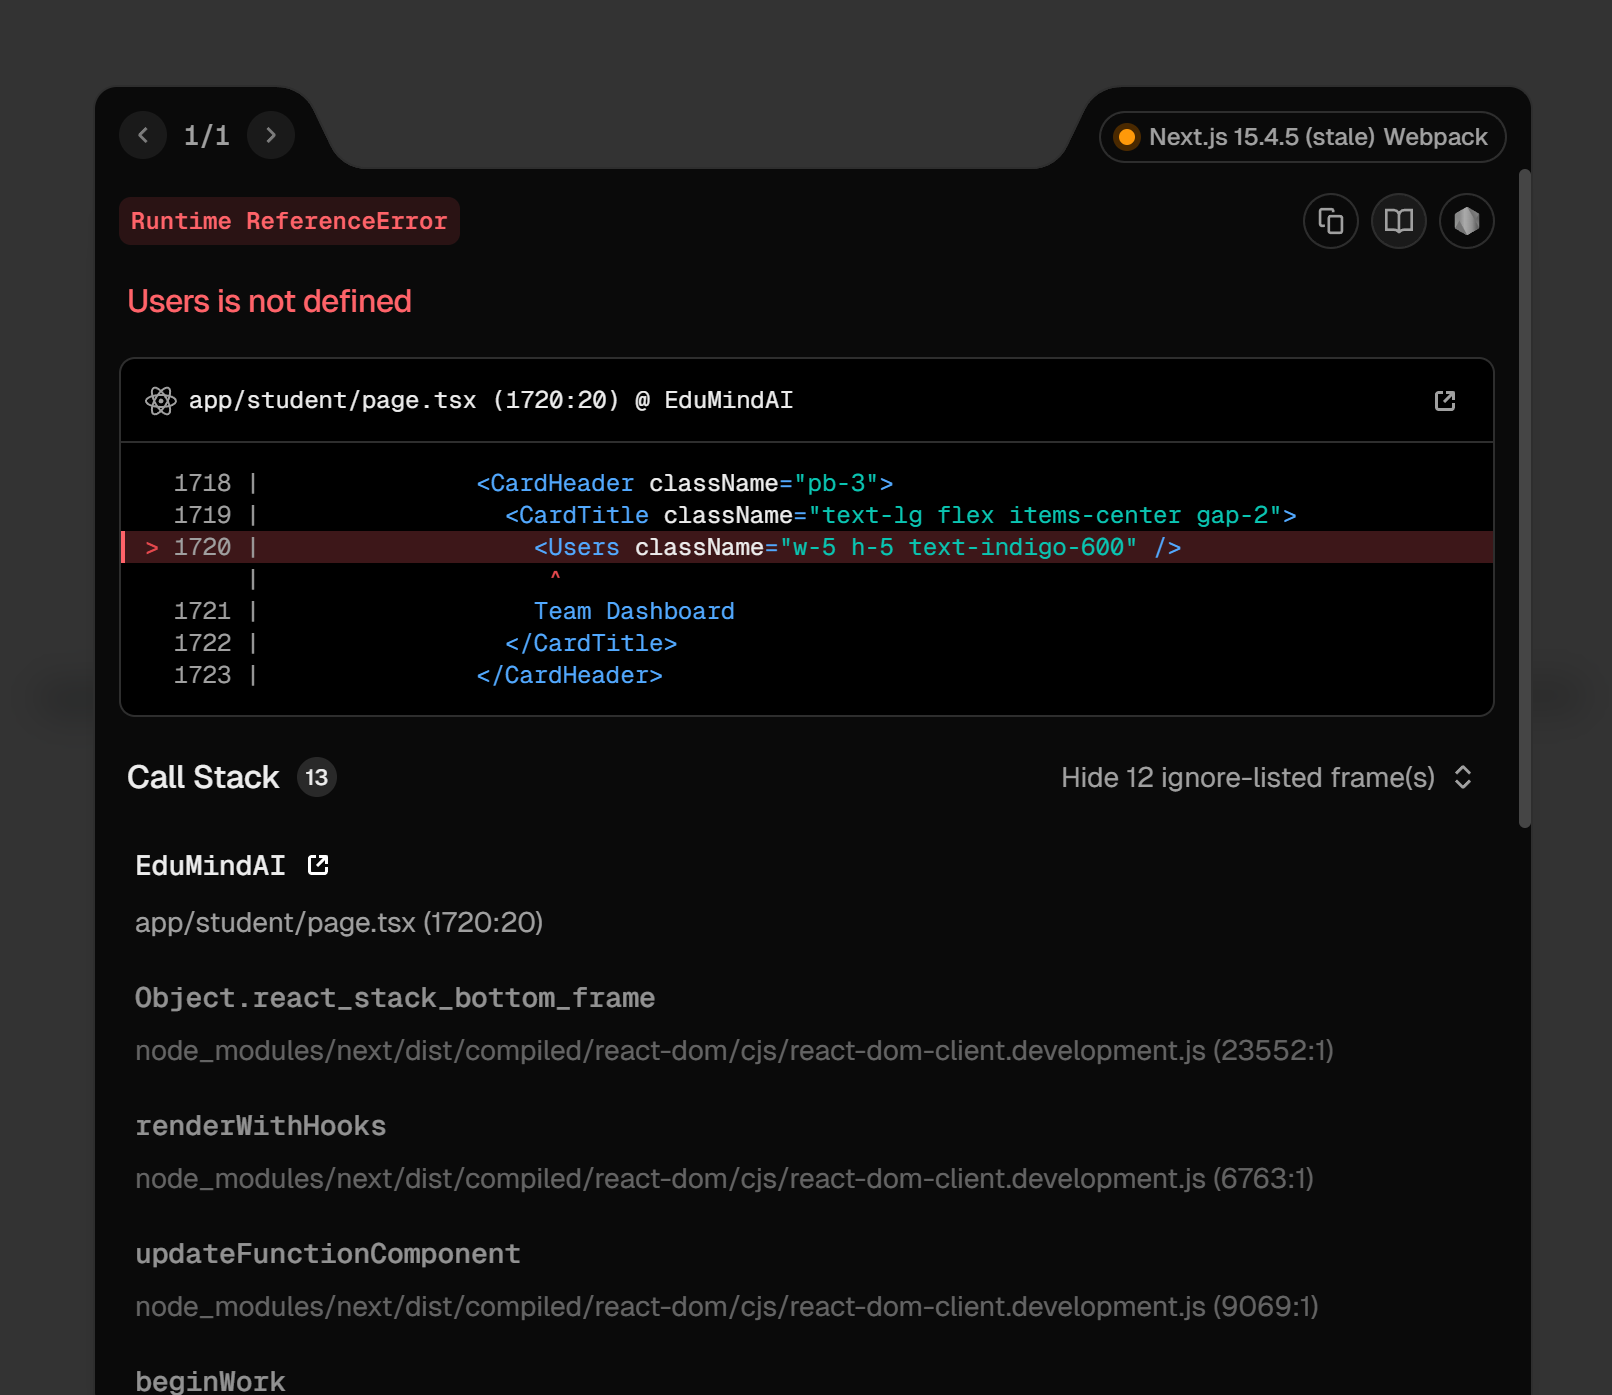 1/1
Next.js 15.4.5 (stale) Webpack
Runtime ReferenceError
Users is not defined
app/student/page.tsx (1720:20) @ EduMindAI
1718 | <CardHeader className="pb-3">
1719 | <CardTitle className="text-lg flex items-center gap-2">
> 1720 | <Users className="w-5 h-5 text-indigo-600" />
| ^
1721 | Team Dashboard
1722 | </CardTitle>
1723 | </CardHeader>
Call Stack 13
Hide 12 ignore-listed frame(s)
EduMindAI
app/student/page.tsx (1720:20)
Object.react_stack_bottom_frame
node_modules/next/dist/compiled/react-dom/cjs/react-dom-client.development.js (23552:1)
renderWithHooks
node_modules/next/dist/compiled/react-dom/cjs/react-dom-client.development.js (6763:1)
updateFunctionComponent
node_modules/next/dist/compiled/react-dom/cjs/react-dom-client.development.js (9069:1)
beginWork